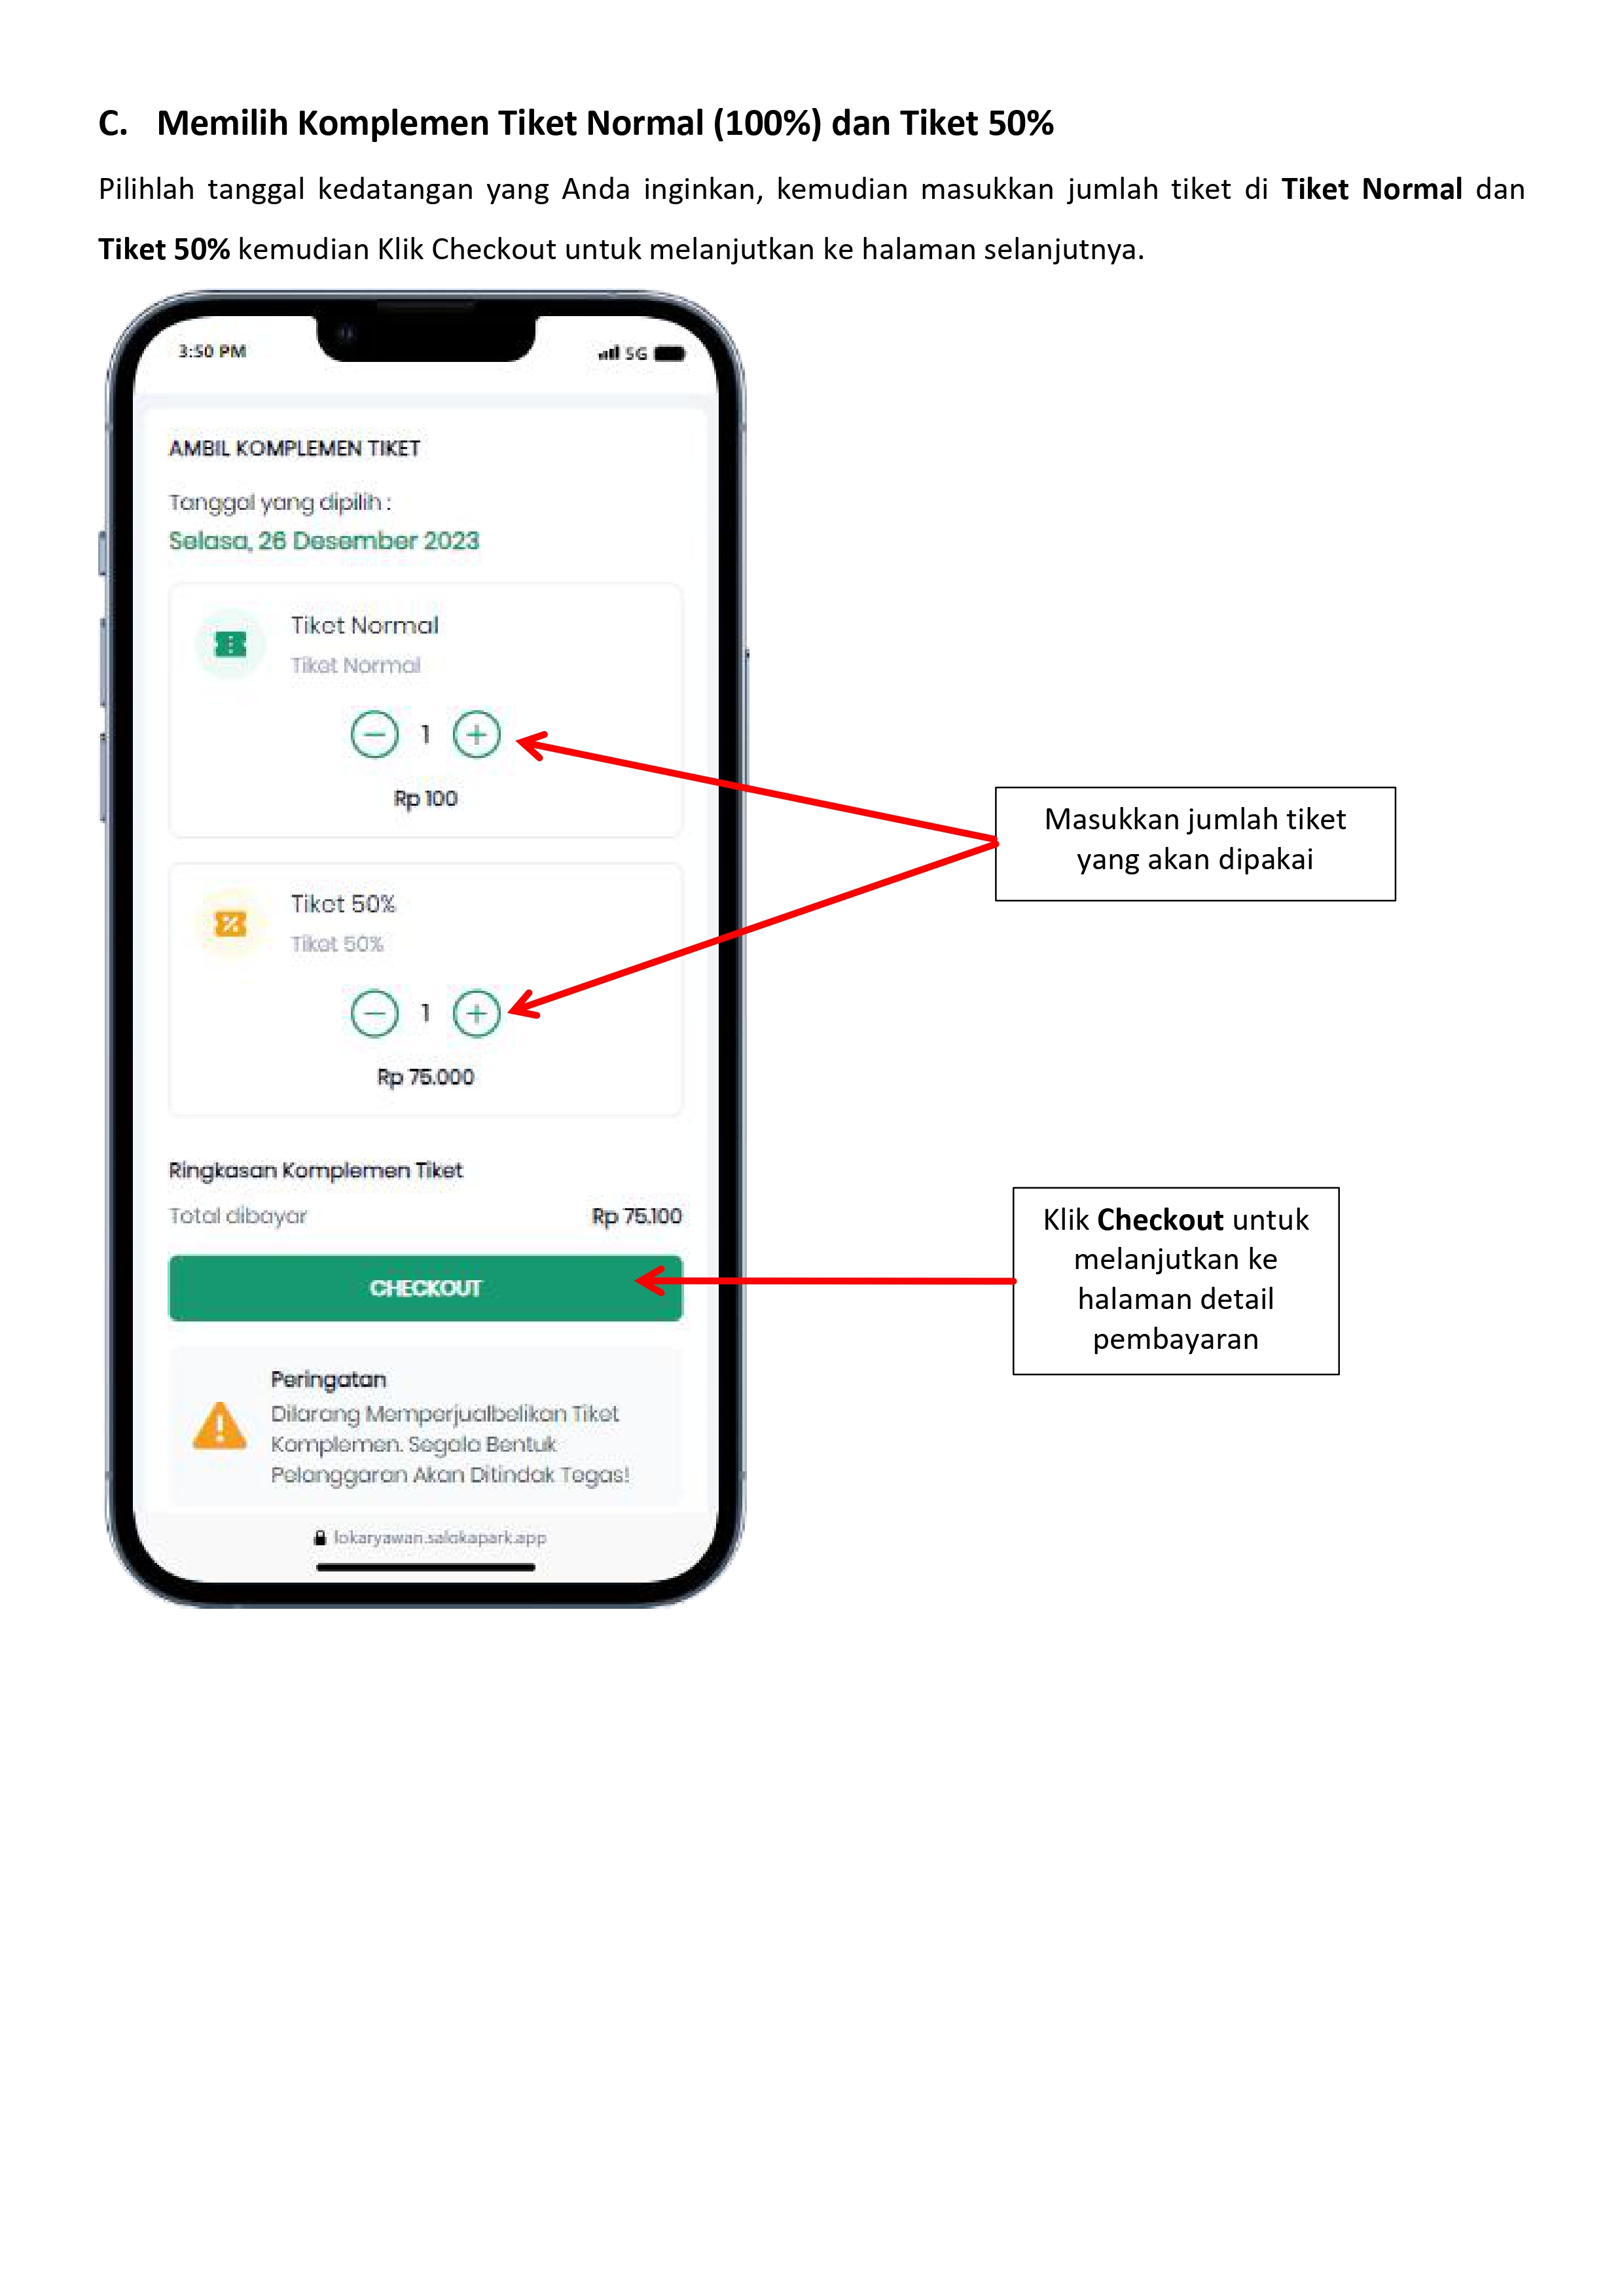 C. Memilih Komplemen Tiket Normal (100%) dan Tiket 50%
Pilihlah tanggal kedatangan yang Anda inginkan, kemudian masukkan jumlah tiket di Tiket Normal dan
Tiket 50% kemudian Klik Checkout untuk melanjutkan ke halaman selanjutnya.
3:50 PM
5G
AMBIL KOMPLEMEN TIKET
Tanggal yang dipilih :
Selasa, 26 Desember 2023
Tiket Normal
Tiket Normal
1
Rp 100
Masukkan jumlah tiket
yang akan dipakai
Tiket 50%
Tiket 50%
1
Rp 75.000
Ringkasan Komplemen Tiket
Total dibayar Rp 75.100
CHECKOUT
Klik Checkout untuk
melanjutkan ke
halaman detail
pembayaran
Peringatan
Dilarang Memperjualbelikan Tiket
Komplemen. Segala Bentuk
Pelanggaran Akan Ditindak Tegas!
lokaryawan.salokapark.app